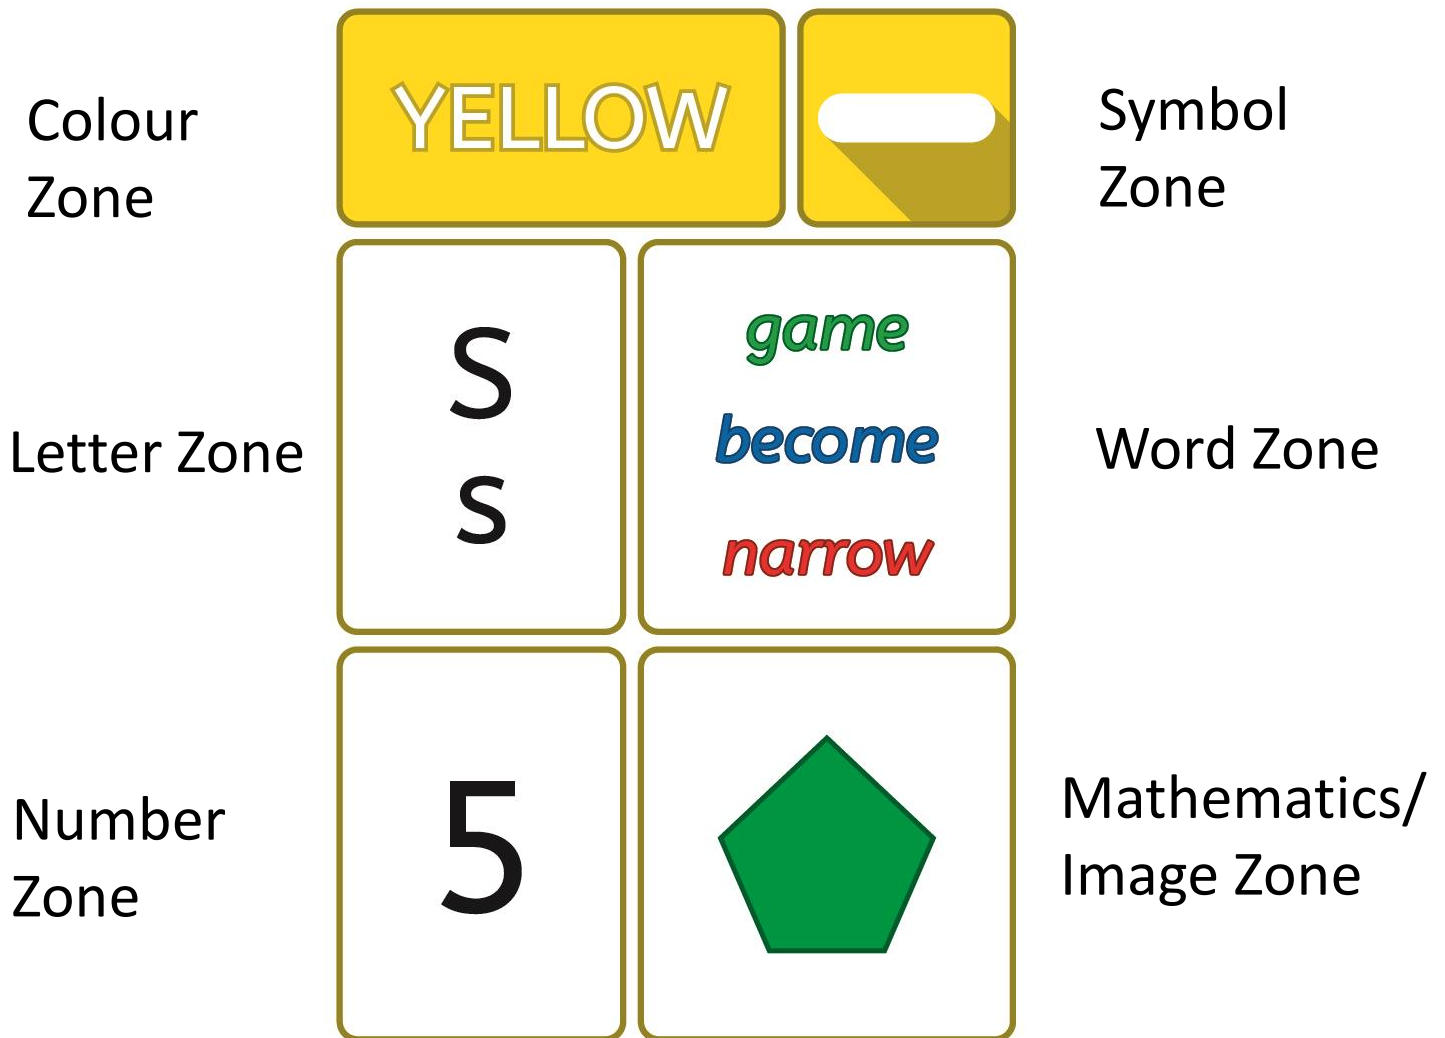 Colour
Zone
YELLOW
Symbol
Zone
Letter Zone
S
s
game
become
narrow
Word Zone
Number
Zone
5
Mathematics/
Image Zone